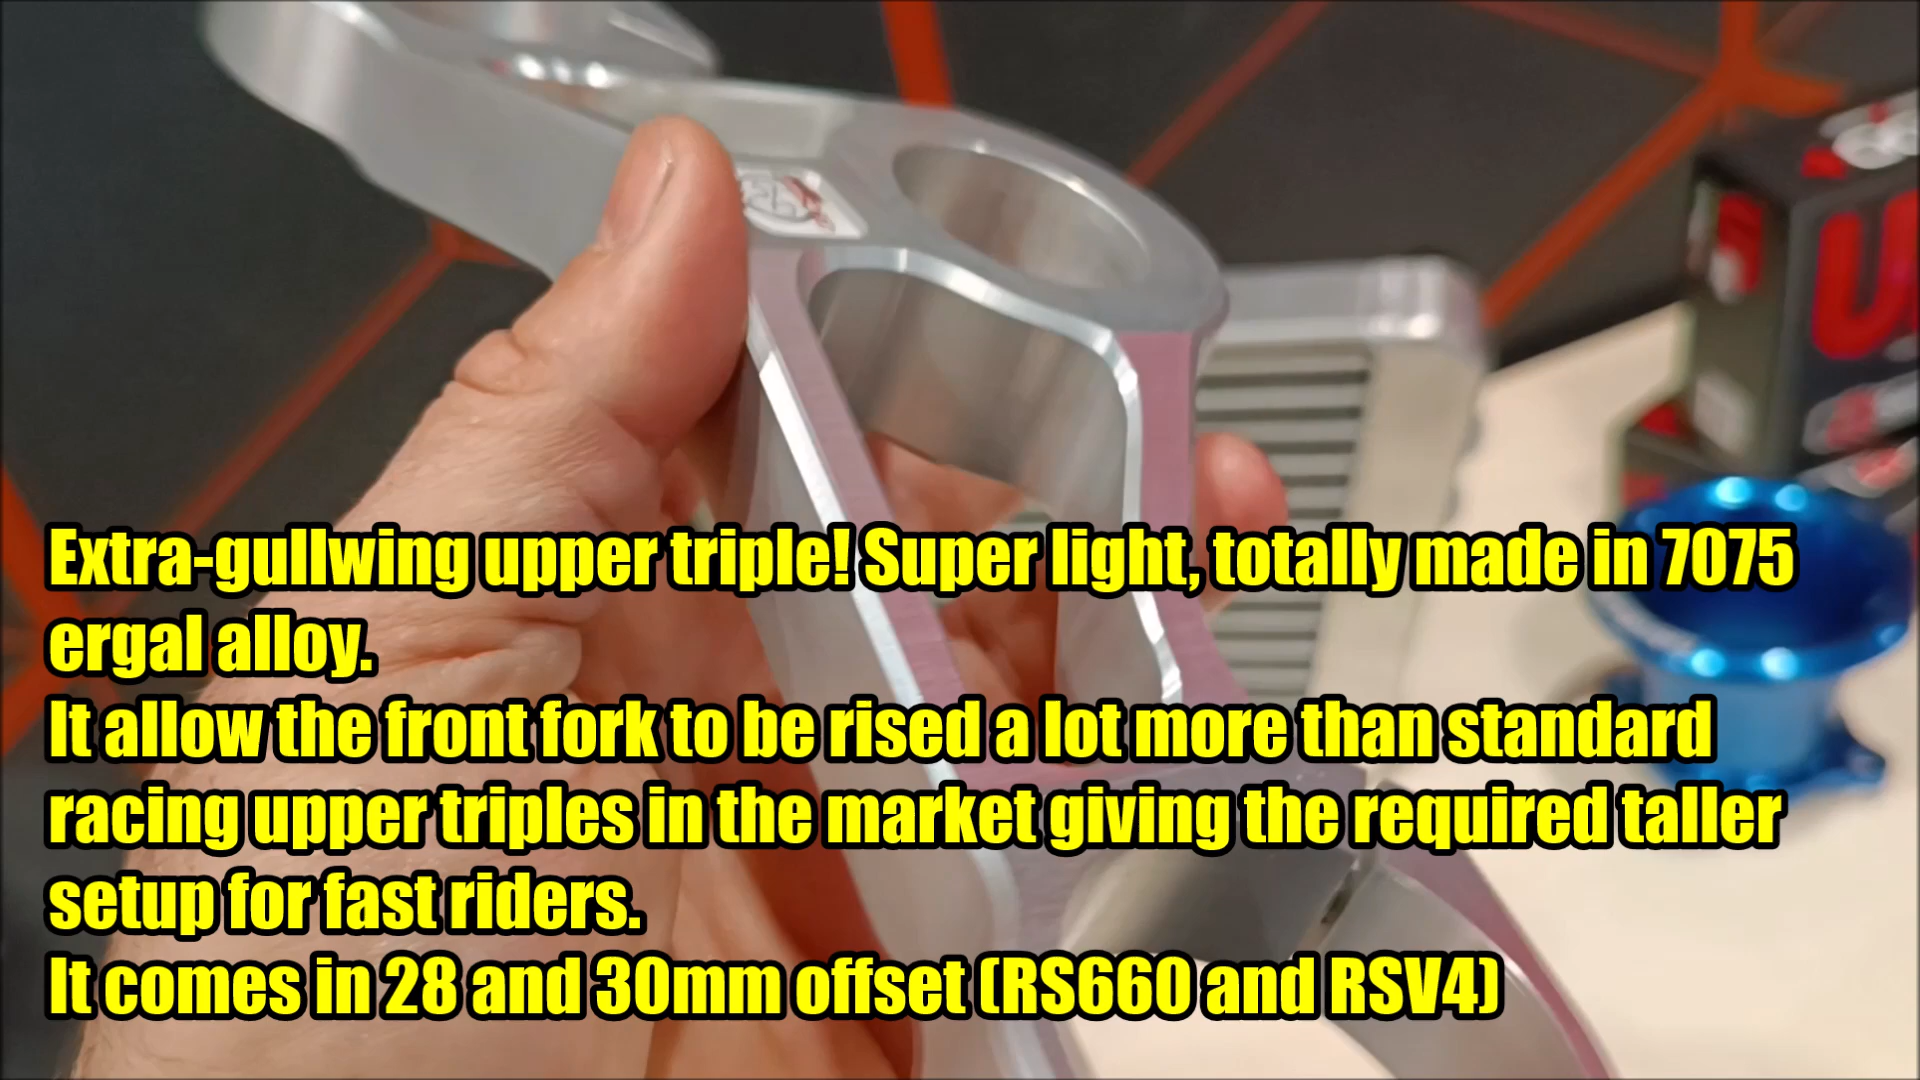 Extra-gullwing upper triple! Super light, totally made in 7075
ergal alloy.
It allow the front fork to be rised a lot more than standard
racing upper triples in the market giving the required taller
setup for fast riders.
It comes in 28 and 30mm offset (RS660 and RSV4)